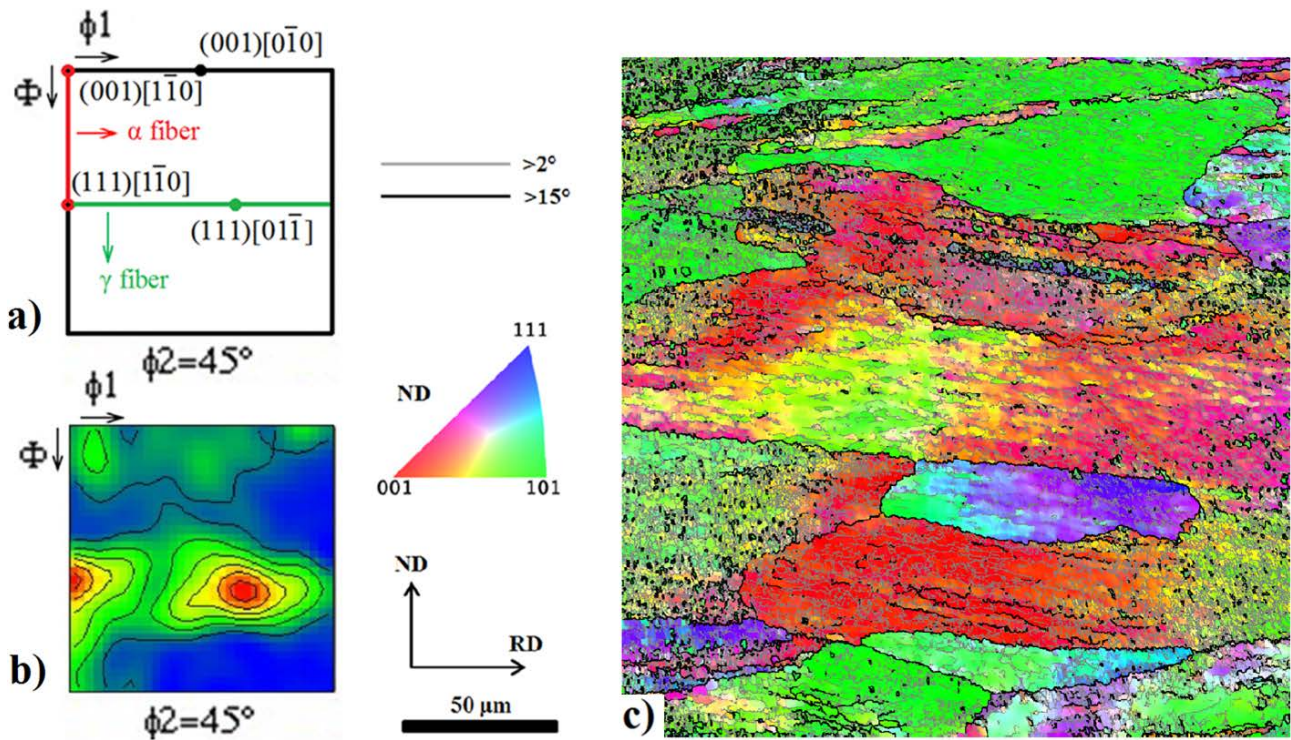 ϕ1
(001)[01̄0]
Φ
(001)[11̄0]
α fiber
(111)[11̄0]
(111)[011̄]
γ fiber
a)
ϕ2=45°
>2°
>15°
ϕ1
Φ
b)
ϕ2=45°
111
ND
001
101
ND
RD
50 µm
c)